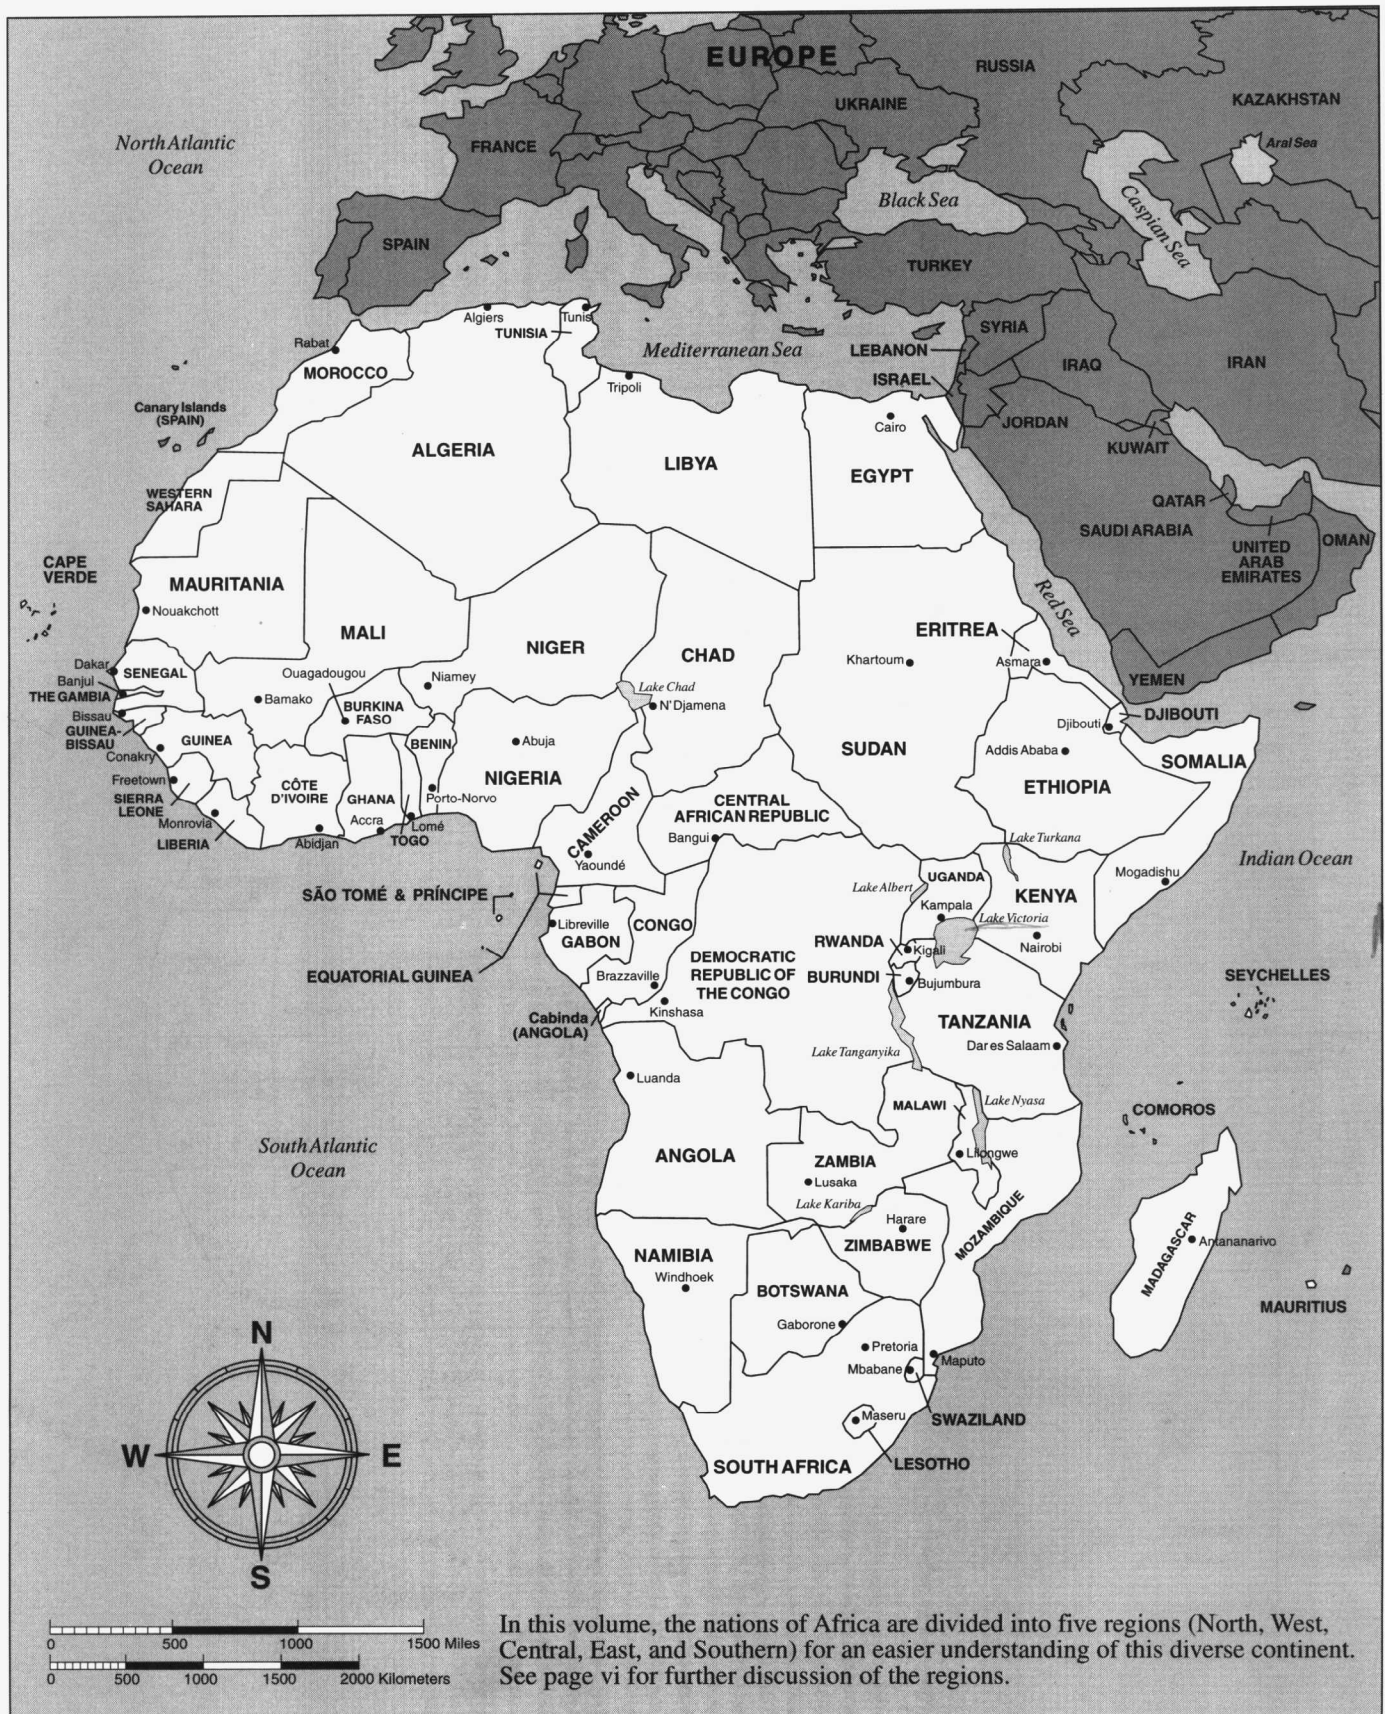 EUROPE
RUSSIA
UKRAINE
KAZAKHSTAN
North Atlantic
Ocean
FRANCE
Aral Sea
Black Sea
Caspian Sea
SPAIN
TURKEY
Algiers
Tunis
TUNISIA
SYRIA
Rabat
Mediterranean Sea
LEBANON
IRAQ
IRAN
MOROCCO
Tripoli
ISRAEL
Canary Islands
(SPAIN)
Cairo
JORDAN
KUWAIT
ALGERIA
LIBYA
EGYPT
WESTERN
SAHARA
QATAR
SAUDI ARABIA
OMAN
UNITED
ARAB
EMIRATES
CAPE
VERDE
MAURITANIA
Nouakchott
Red Sea
MALI
NIGER
CHAD
ERITREA
Khartoum
Asmara
Dakar
SENEGAL
Ouagadougou
Niamey
YEMEN
Banjul
THE GAMBIA
Bamako
Lake Chad
N'Djamena
BURKINA
FASO
Bissau
GUINEA-
BISSAU
GUINEA
BENIN
Abuja
DJIBOUTI
Djibouti
Conakry
SUDAN
Addis Ababa
SOMALIA
Freetown
NIGERIA
CÔTE
D'IVOIRE
ETHIOPIA
SIERRA
LEONE
GHANA
Porto-Norvo
CENTRAL
AFRICAN REPUBLIC
Monrovia
Accra
Lomé
CAMEROON
LIBERIA
Abidjan
TOGO
Bangui
Lake Turkana
Yaoundé
Indian Ocean
UGANDA
Mogadishu
SÃO TOMÉ & PRÍNCIPE
Lake Albert
KENYA
Kampala
Lake Victoria
Libreville
CONGO
GABON
RWANDA
Kigali
Nairobi
EQUATORIAL GUINEA
Brazzaville
DEMOCRATIC
REPUBLIC OF
THE CONGO
BURUNDI
Bujumbura
SEYCHELLES
Kinshasa
Cabinda
(ANGOLA)
TANZANIA
Dar es Salaam
Lake Tanganyika
Luanda
MALAWI
Lake Nyasa
COMOROS
South Atlantic
Ocean
ANGOLA
ZAMBIA
Lilongwe
Lusaka
Lake Kariba
MOZAMBIQUE
Harare
ZIMBABWE
MADAGASCAR
Antananarivo
NAMIBIA
Windhoek
BOTSWANA
MAURITIUS
Gaborone
Pretoria
Maputo
Mbabane
Maseru
SWAZILAND
LESOTHO
SOUTH AFRICA
N
W
E
S
0 500 1000 1500 Miles
0 500 1000 1500 2000 Kilometers
In this volume, the nations of Africa are divided into five regions (North, West,
Central, East, and Southern) for an easier understanding of this diverse continent.
See page vi for further discussion of the regions.